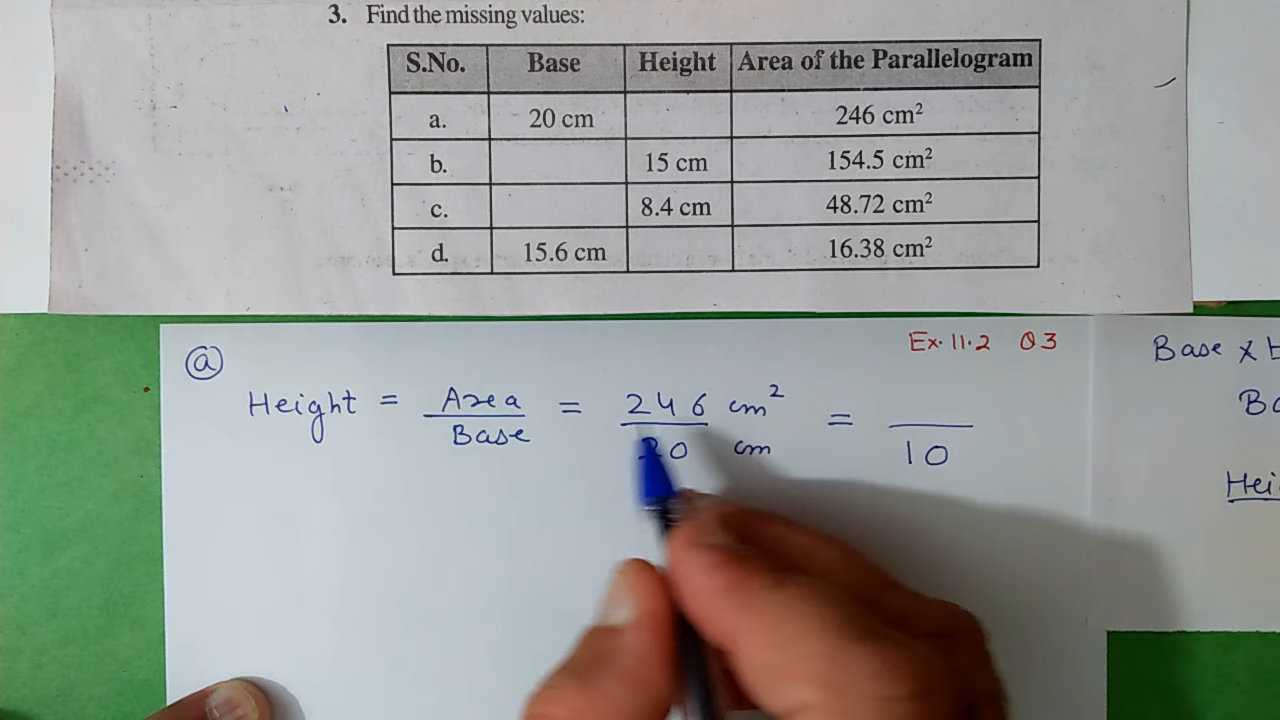 3. Find the missing values:
S.No. Base Height Area of the Parallelogram
a. 20 cm 246 cm²
b. 15 cm 154.5 cm²
c. 8.4 cm 48.72 cm²
d. 15.6 cm 16.38 cm²
Ex. 11.2 Q3
ⓐ
Height = Area / Base = 246 cm² / 20 cm = / 10
Base ×